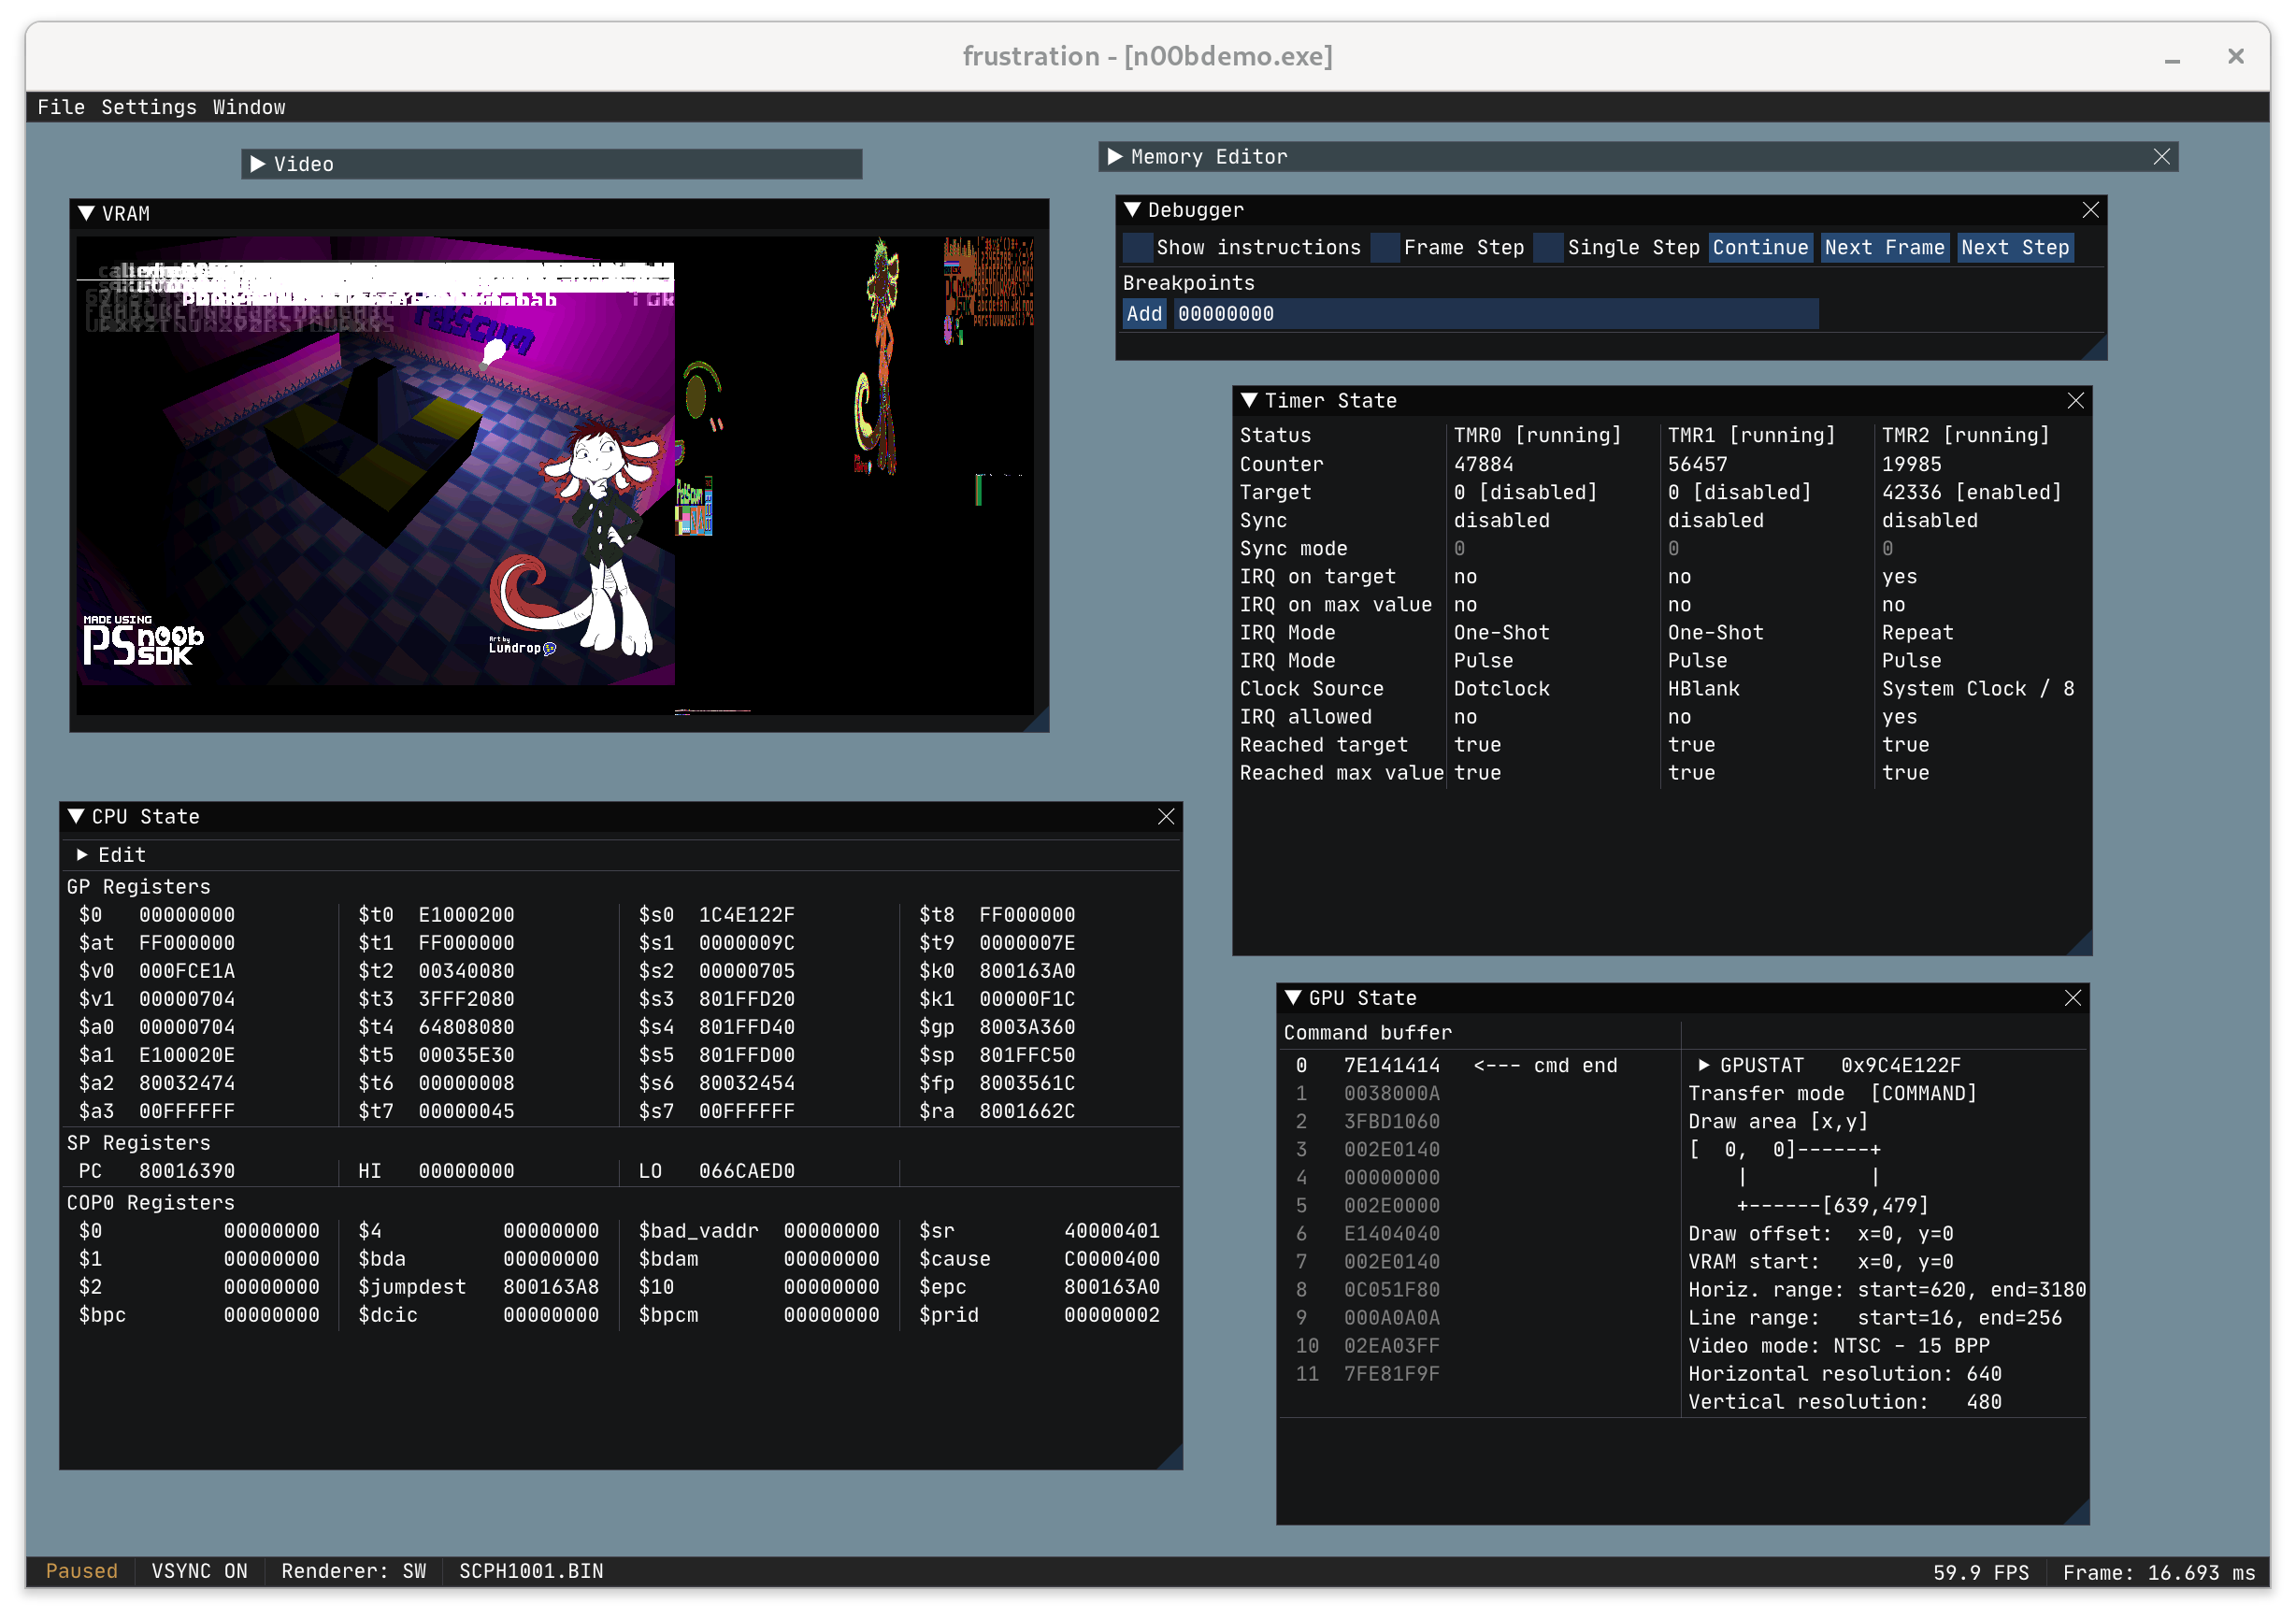 frustration - [n00bdemo.exe]
File Settings Window
Video
VRAM
MADE USING
PSn00b
SDK
Art by
Lumdrop
Memory Editor
Debugger
Show instructions Frame Step Single Step Continue Next Frame Next Step
Breakpoints
Add 00000000
Timer State
Status TMR0 [running] TMR1 [running] TMR2 [running]
Counter 47884 56457 19985
Target 0 [disabled] 0 [disabled] 42336 [enabled]
Sync disabled disabled disabled
Sync mode 0 0 0
IRQ on target no no yes
IRQ on max value no no no
IRQ Mode One-Shot One-Shot Repeat
IRQ Mode Pulse Pulse Pulse
Clock Source Dotclock HBlank System Clock / 8
IRQ allowed no no yes
Reached target true true true
Reached max value true true true
CPU State
Edit
GP Registers
$0 00000000 $t0 E1000200 $s0 1C4E122F $t8 FF000000
$at FF000000 $t1 FF000000 $s1 0000009C $t9 0000007E
$v0 000FCE1A $t2 00340080 $s2 00000705 $k0 800163A0
$v1 00000704 $t3 3FFF2080 $s3 801FFD20 $k1 00000F1C
$a0 00000704 $t4 64808080 $s4 801FFD40 $gp 8003A360
$a1 E100020E $t5 00035E30 $s5 801FFD00 $sp 801FFC50
$a2 80032474 $t6 00000008 $s6 80032454 $fp 8003561C
$a3 00FFFFFF $t7 00000045 $s7 00FFFFFF $ra 8001662C
SP Registers
PC 80016390 HI 00000000 LO 066CAED0
COP0 Registers
$0 00000000 $4 00000000 $bad_vaddr 00000000 $sr 40000401
$1 00000000 $bda 00000000 $bdam 00000000 $cause C0000400
$2 00000000 $jumpdest 800163A8 $10 00000000 $epc 800163A0
$bpc 00000000 $dcic 00000000 $bpcm 00000000 $prid 00000002
GPU State
Command buffer
0 7E141414 <--- cmd end
1 0038000A
2 3FBD1060
3 002E0140
4 00000000
5 002E0000
6 E1404040
7 002E0140
8 0C051F80
9 000A0A0A
10 02EA03FF
11 7FE81F9F
GPUSTAT 0x9C4E122F
Transfer mode [COMMAND]
Draw area [x,y]
[ 0, 0]------+
| |
+------[639,479]
Draw offset: x=0, y=0
VRAM start: x=0, y=0
Horiz. range: start=620, end=3180
Line range: start=16, end=256
Video mode: NTSC - 15 BPP
Horizontal resolution: 640
Vertical resolution: 480
Paused VSYNC ON Renderer: SW SCPH1001.BIN 59.9 FPS Frame: 16.693 ms